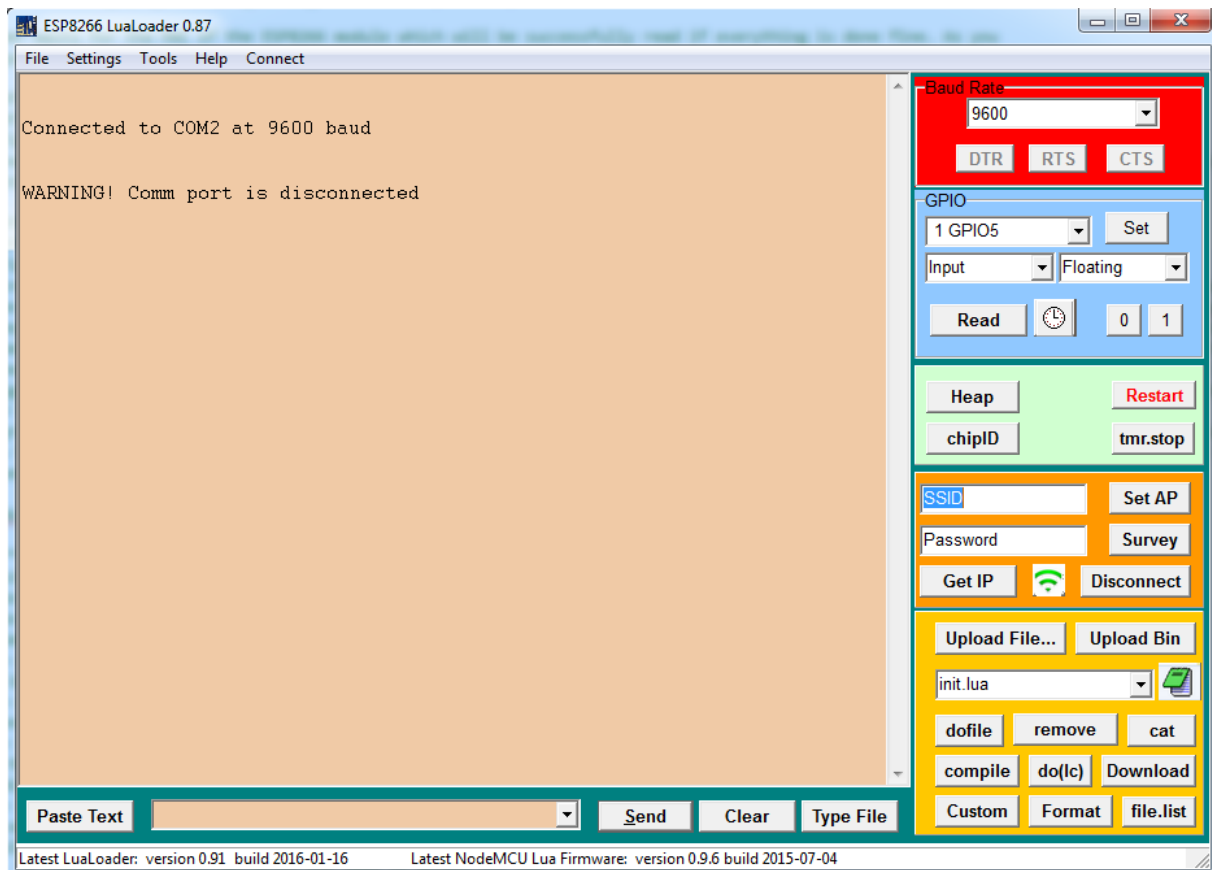 ESP8266 LuaLoader 0.87
File Settings Tools Help Connect
Connected to COM2 at 9600 baud
WARNING! Comm port is disconnected
Baud Rate
9600
DTR RTS CTS
GPIO
1 GPIO5 Set
Input Floating
Read 0 1
Heap Restart
chipID tmr.stop
SSID Set AP
Password Survey
Get IP Disconnect
Upload File... Upload Bin
init.lua
dofile remove cat
compile do(lc) Download
Custom Format file.list
Paste Text Send Clear Type File
Latest LuaLoader: version 0.91 build 2016-01-16 Latest NodeMCU Lua Firmware: version 0.9.6 build 2015-07-04